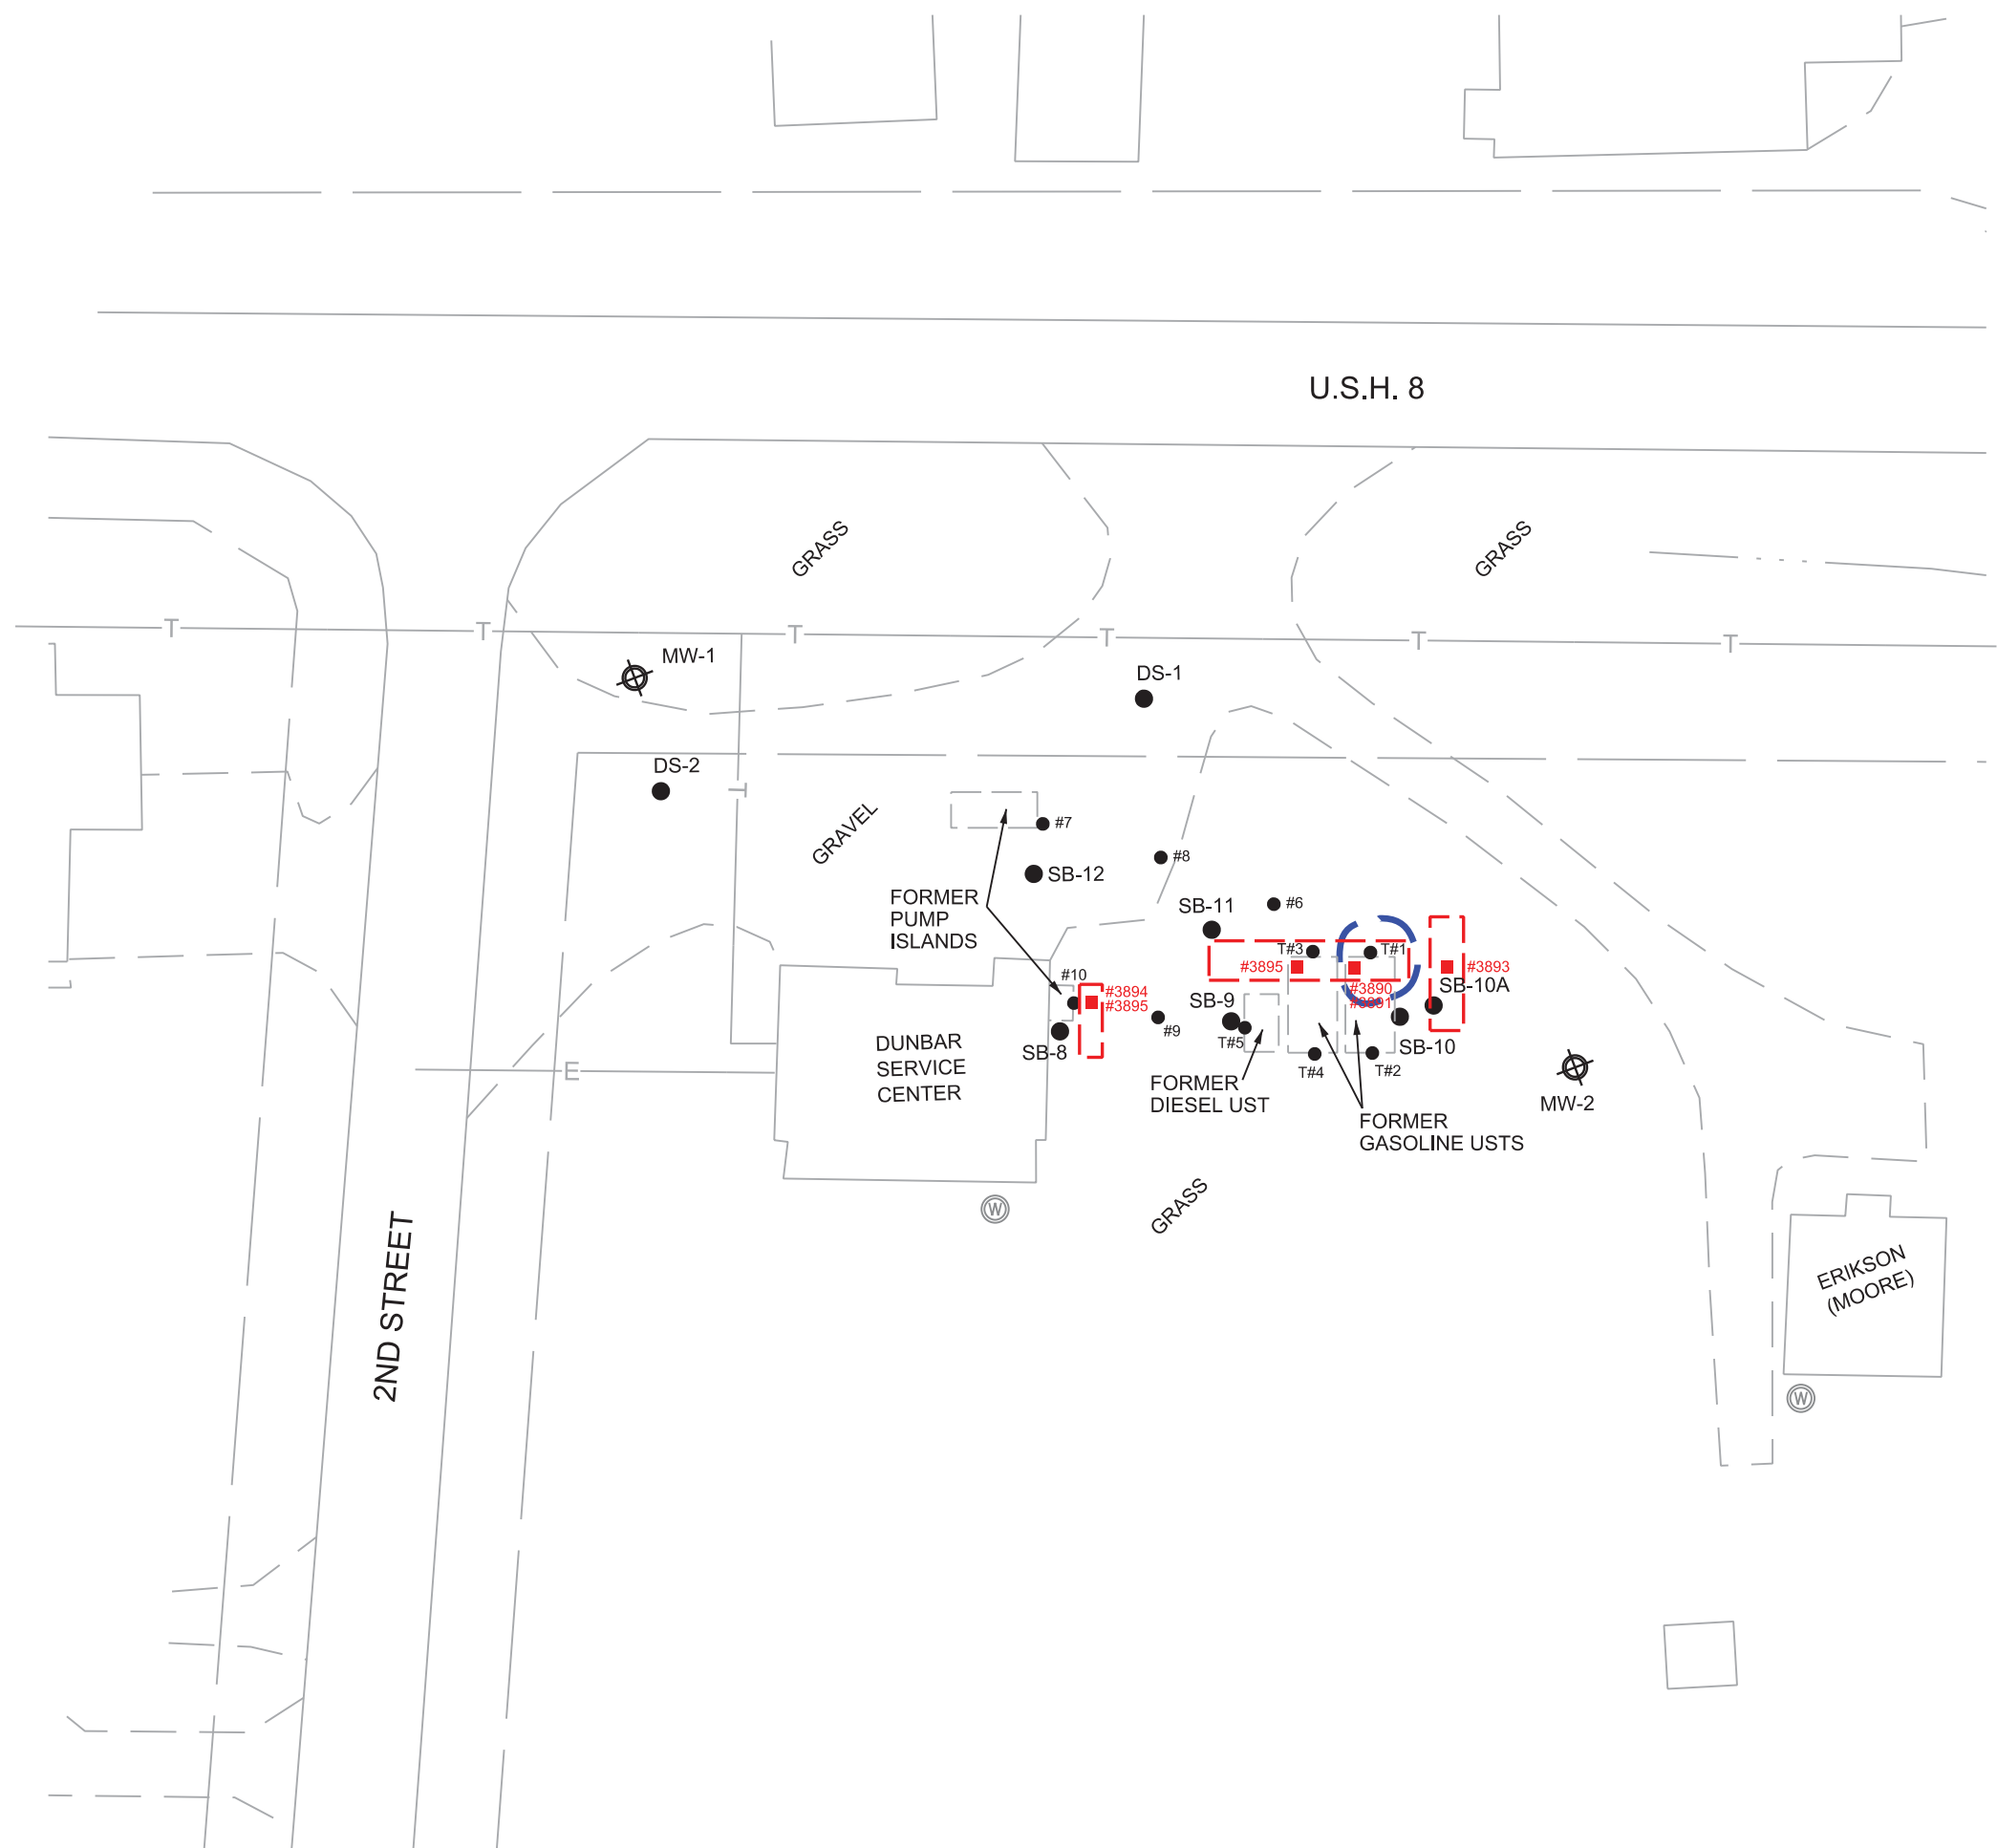 U.S.H. 8
GRASS
GRASS
T
T
T
T
T
T
MW-1
DS-1
DS-2
T
GRAVEL
#7
#8
SB-12
FORMER
PUMP
ISLANDS
SB-11
#6
T#3
T#1
#3895
#3893
#10
#3894
#3895
#3890
#3891
SB-10A
SB-9
#9
T#5
SB-8
SB-10
DUNBAR
SERVICE
CENTER
E
T#4
T#2
FORMER
DIESEL UST
MW-2
FORMER
GASOLINE USTS
W
GRASS
2ND STREET
ERIKSON
(MOORE)
W